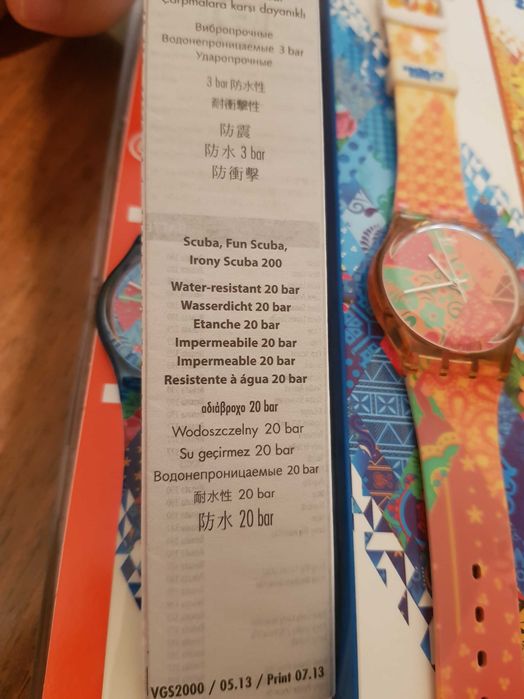 Çarpmalara karşı dayanıklı
Вибропрочные
Водонепроницаемые 3 bar
Ударопрочные
3 bar 防水性
耐衝擊性
防震
防水 3 bar
防衝擊
Scuba, Fun Scuba,
Irony Scuba 200
Water-resistant 20 bar
Wasserdicht 20 bar
Etanche 20 bar
Impermeabile 20 bar
Impermeable 20 bar
Resistente à água 20 bar
αδιάβροχο 20 bar
Wodoszczelny 20 bar
Su geçirmez 20 bar
Водонепроницаемые 20 bar
耐水性 20 bar
防水 20 bar
VGS2000 / 05.13 / Print 07.13